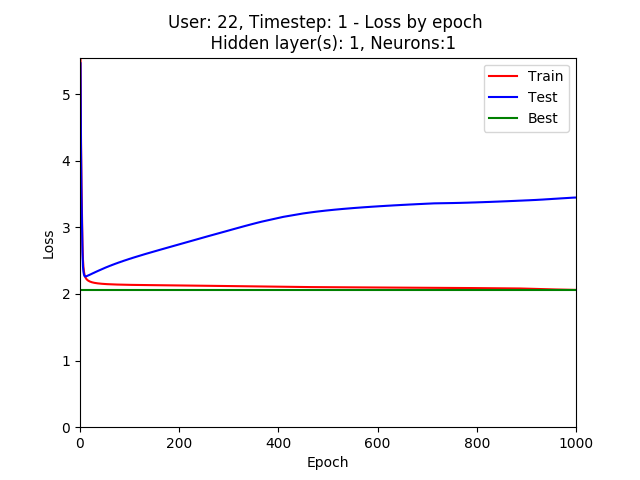 User: 22, Timestep: 1 - Loss by epoch
Hidden layer(s): 1, Neurons:1
Train
Test
Best
5
4
3
2
1
0
Loss
0 200 400 600 800 1000
Epoch